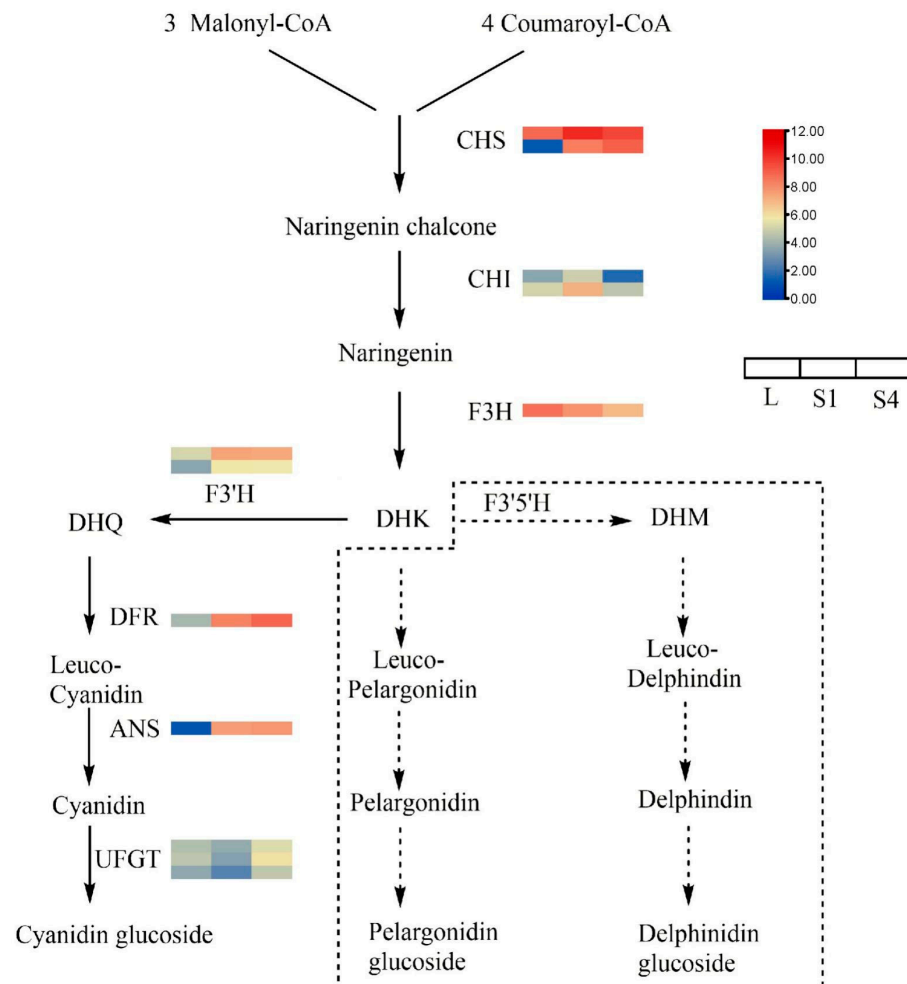 3 Malonyl-CoA
4 Coumaroyl-CoA
CHS
12.00
10.00
8.00
6.00
4.00
2.00
0.00
Naringenin chalcone
CHI
Naringenin
F3H
L S1 S4
F3'H
F3'5'H
DHQ
DHK
DHM
DFR
Leuco-
Cyanidin
Leuco-
Pelargonidin
Leuco-
Delphindin
ANS
Cyanidin
Pelargonidin
Delphindin
UFGT
Cyanidin glucoside
Pelargonidin
glucoside
Delphinidin
glucoside